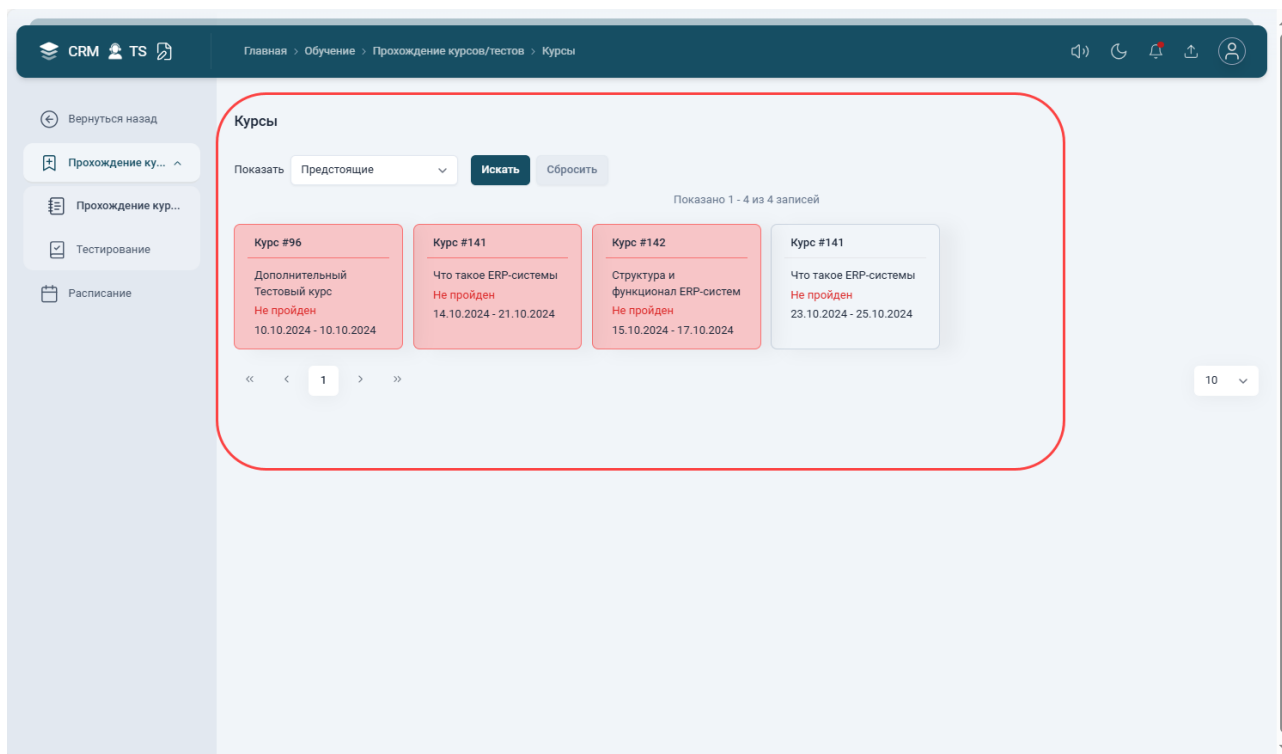 CRM TS
Главная > Обучение > Прохождение курсов/тестов > Курсы
Вернуться назад
Прохождение ку...
Прохождение кур...
Тестирование
Расписание
Курсы
Показать Предстоящие Искать Сбросить
Показано 1 - 4 из 4 записей
Курс #96
Дополнительный
Тестовый курс
Не пройден
10.10.2024 - 10.10.2024
Курс #141
Что такое ERP-системы
Не пройден
14.10.2024 - 21.10.2024
Курс #142
Структура и
функционал ERP-систем
Не пройден
15.10.2024 - 17.10.2024
Курс #141
Что такое ERP-системы
Не пройден
23.10.2024 - 25.10.2024
« < 1 > »
10